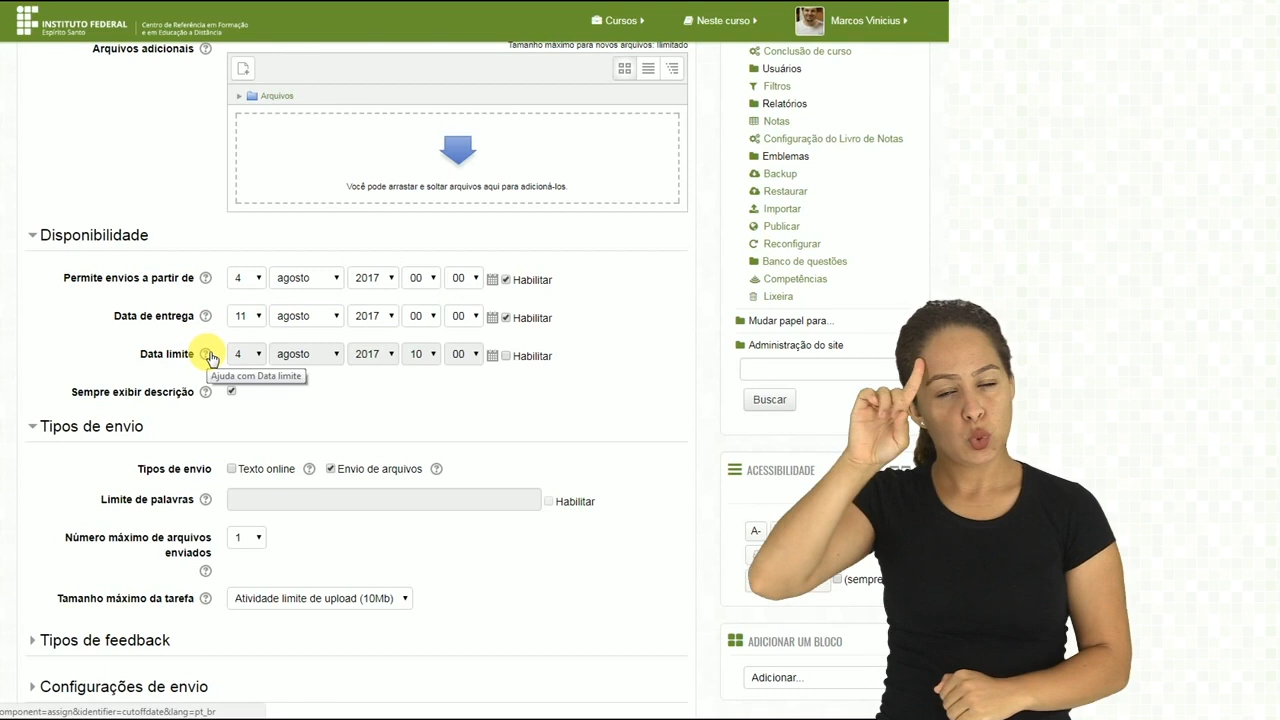 INSTITUTO FEDERAL
Espírito Santo
Centro de Referência em Formação
e em Educação a Distância
Cursos
Neste curso
Marcos Vinicius
Arquivos adicionais
Tamanho máximo para novos arquivos: Ilimitado
Arquivos
Você pode arrastar e soltar arquivos aqui para adicioná-los.
Disponibilidade
Permite envios a partir de
4 agosto 2017 00 00 Habilitar
Data de entrega
11 agosto 2017 00 00 Habilitar
Data limite
4 agosto 2017 10 00 Habilitar
Ajuda com Data limite
Sempre exibir descrição
Tipos de envio
Tipos de envio
Texto online
Envio de arquivos
Limite de palavras
Habilitar
Número máximo de arquivos
enviados
1
Tamanho máximo da tarefa
Atividade limite de upload (10Mb)
Tipos de feedback
Configurações de envio
component=assign&identifier=cutoffdate&lang=pt_br
Conclusão de curso
Usuários
Filtros
Relatórios
Notas
Configuração do Livro de Notas
Emblemas
Backup
Restaurar
Importar
Publicar
Reconfigurar
Banco de questões
Competências
Lixeira
Mudar papel para...
Administração do site
Buscar
ACESSIBILIDADE
A-
(sempre
ADICIONAR UM BLOCO
Adicionar...